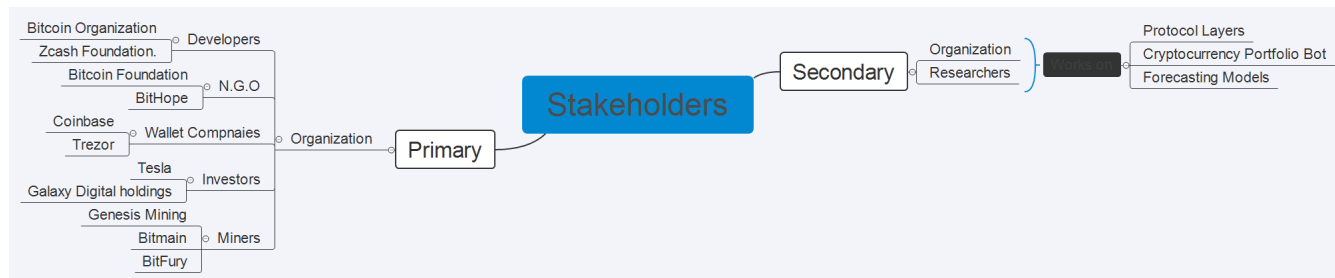 Stakeholders
Primary
Organization
Developers
Bitcoin Organization
Zcash Foundation.
N.G.O
Bitcoin Foundation
BitHope
Wallet Compnaies
Coinbase
Trezor
Investors
Tesla
Galaxy Digital holdings
Miners
Genesis Mining
Bitmain
BitFury
Secondary
Organization
Researchers
Works on
Protocol Layers
Cryptocurrency Portfolio Bot
Forecasting Models